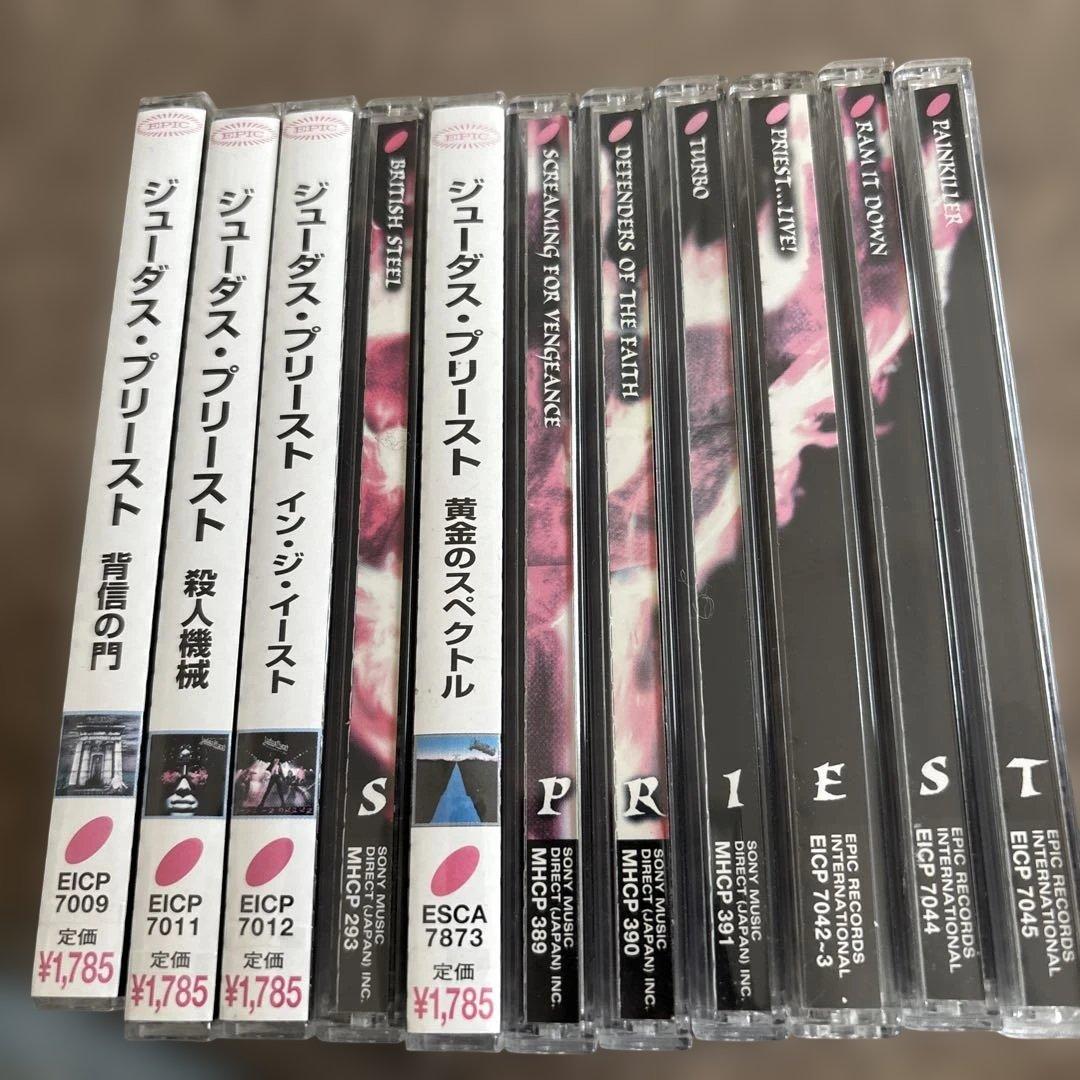 EPIC
ジューダス・プリースト 背信の門
EICP
7009
定価
¥1,785
EPIC
ジューダス・プリースト 殺人機械
EICP
7011
定価
¥1,785
EPIC
ジューダス・プリースト イン・ジ・イースト
EICP
7012
定価
¥1,785
BRITISH STEEL
S
SONY MUSIC
DIRECT (JAPAN) INC.
MHCP 293
EPIC
ジューダス・プリースト 黄金のスペクトル
ESCA
7873
定価
¥1,785
SCREAMING FOR VENGEANCE
P
SONY MUSIC
DIRECT (JAPAN) INC.
MHCP 389
DEFENDERS OF THE FAITH
R
SONY MUSIC
DIRECT (JAPAN) INC.
MHCP 390
TURBO
I
SONY MUSIC
DIRECT (JAPAN) INC.
MHCP 391
PRIEST...LIVE!
E
EPIC RECORDS
INTERNATIONAL
EICP 7042~3
RAM IT DOWN
S
EPIC RECORDS
INTERNATIONAL
EICP 7044
PAINKILLER
T
EPIC RECORDS
INTERNATIONAL
EICP 7045